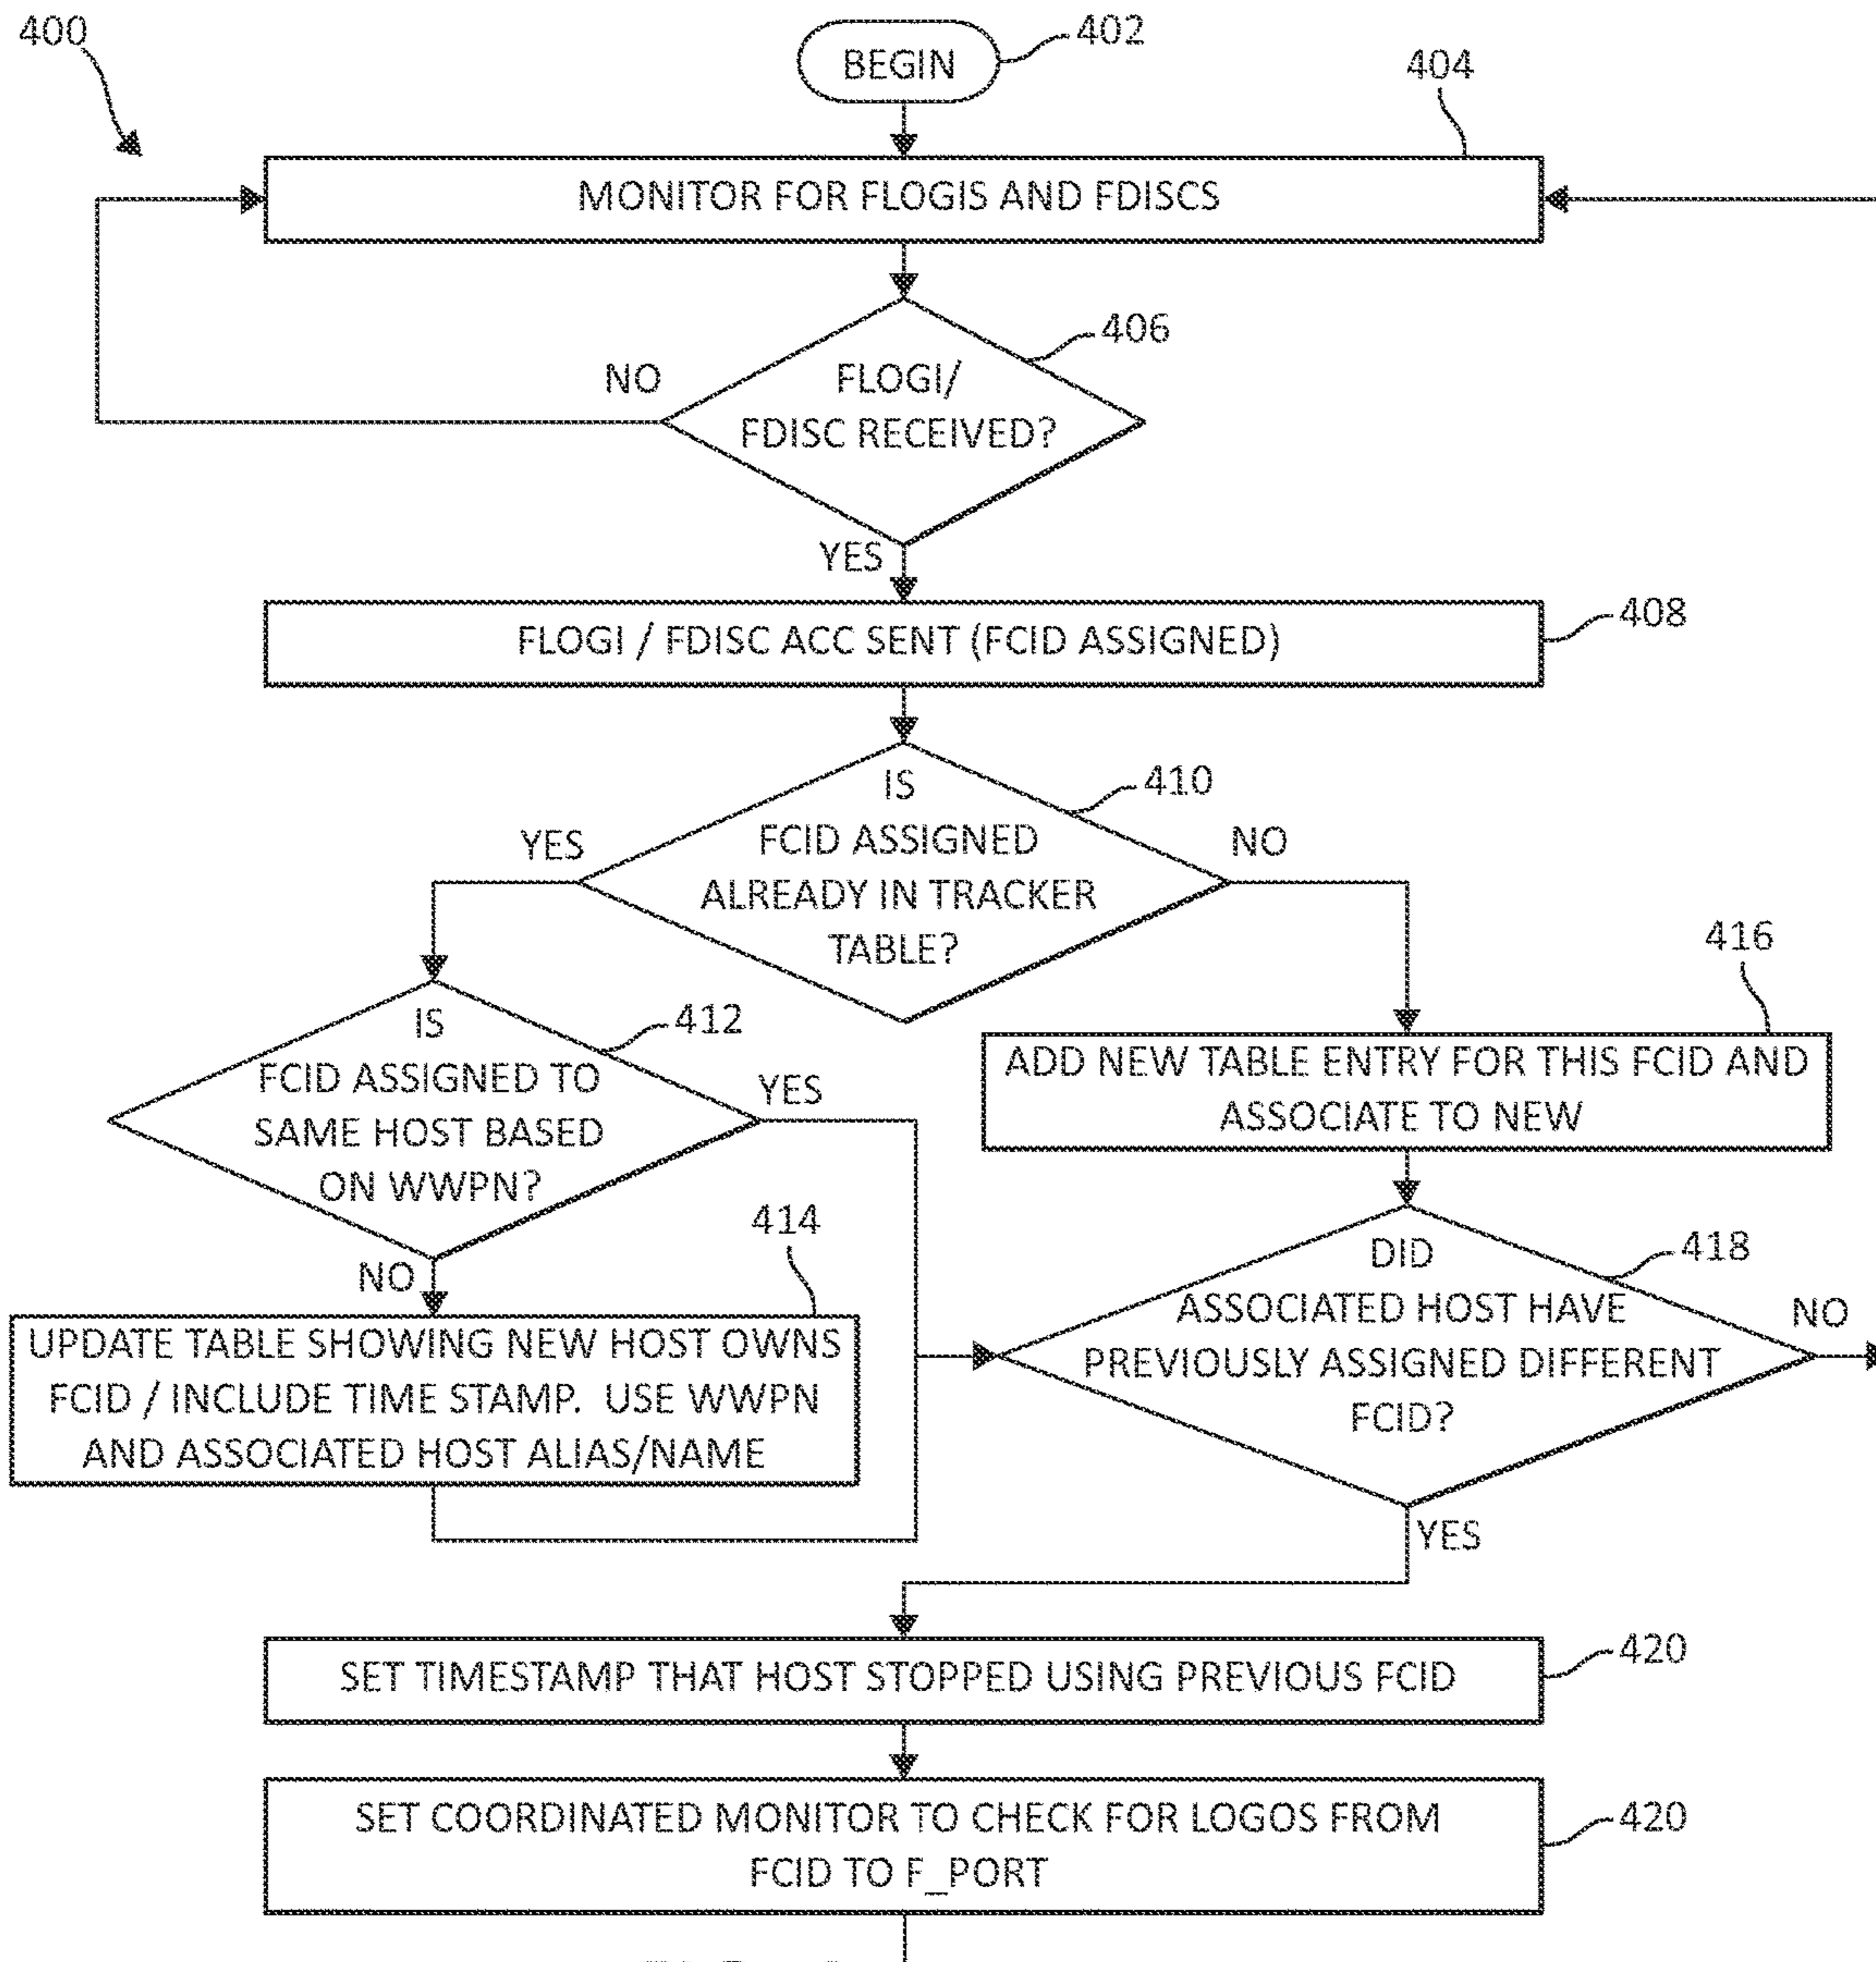 400
BEGIN
402
404
MONITOR FOR FLOGIS AND FDISCS
406
NO
FLOGI/
FDISC RECEIVED?
YES
FLOGI / FDISC ACC SENT (FCID ASSIGNED)
408
IS
FCID ASSIGNED
ALREADY IN TRACKER
TABLE?
410
YES
NO
416
IS
FCID ASSIGNED TO
SAME HOST BASED
ON WWPN?
412
YES
ADD NEW TABLE ENTRY FOR THIS FCID AND
ASSOCIATE TO NEW
414
NO
DID
ASSOCIATED HOST HAVE
PREVIOUSLY ASSIGNED DIFFERENT
FCID?
418
NO
UPDATE TABLE SHOWING NEW HOST OWNS
FCID / INCLUDE TIME STAMP. USE WWPN
AND ASSOCIATED HOST ALIAS/NAME
YES
SET TIMESTAMP THAT HOST STOPPED USING PREVIOUS FCID
420
SET COORDINATED MONITOR TO CHECK FOR LOGOS FROM
FCID TO F_PORT
420